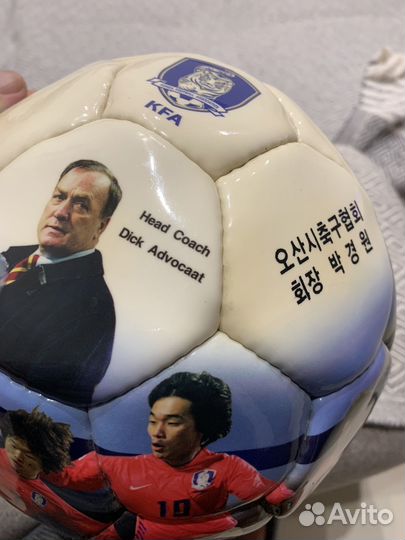 KFA
Head Coach
Dick Advocaat
오산시축구협회
회장 박경원
10
Avito